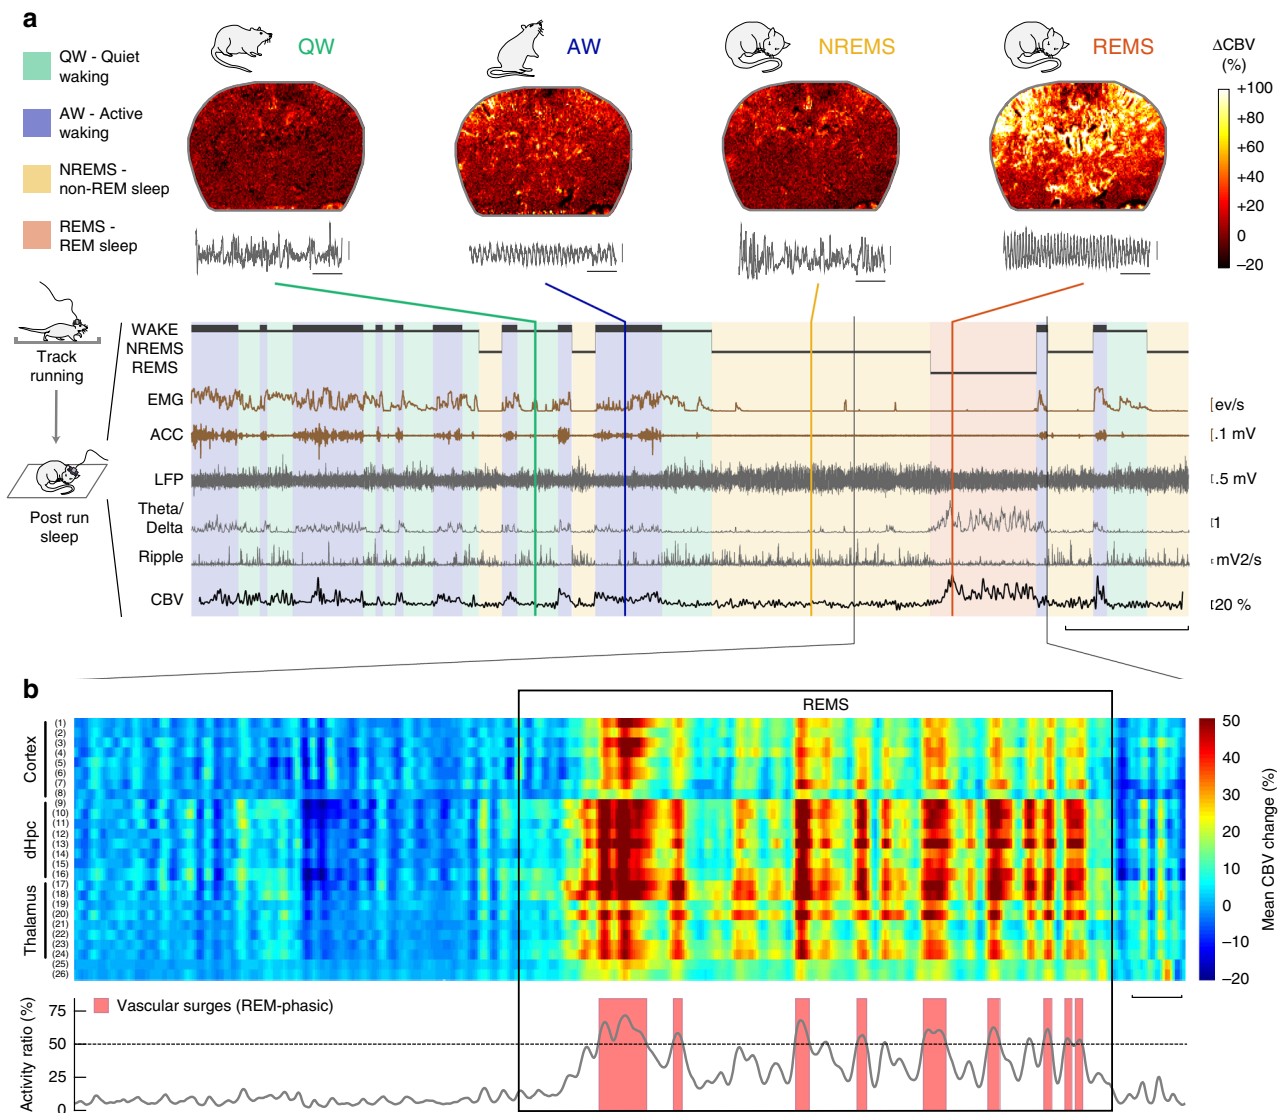 a
QW - Quiet
waking
AW - Active
waking
NREMS -
non-REM sleep
REMS -
REM sleep
QW
AW
NREMS
REMS
ΔCBV
(%)
+100
+80
+60
+40
+20
0
−20
Track
running
Post run
sleep
WAKE
NREMS
REMS
EMG
ACC
LFP
Theta/
Delta
Ripple
CBV
ev/s
.1 mV
.5 mV
1
mV2/s
20 %
b
REMS
Cortex
dHpc
Thalamus
(1)
(2)
(3)
(4)
(5)
(6)
(7)
(8)
(9)
(10)
(11)
(12)
(13)
(14)
(15)
(16)
(17)
(18)
(19)
(20)
(21)
(22)
(23)
(24)
(25)
(26)
50
40
30
20
10
0
−10
−20
Mean CBV change (%)
Vascular surges (REM-phasic)
Activity ratio (%)
75
50
25
0